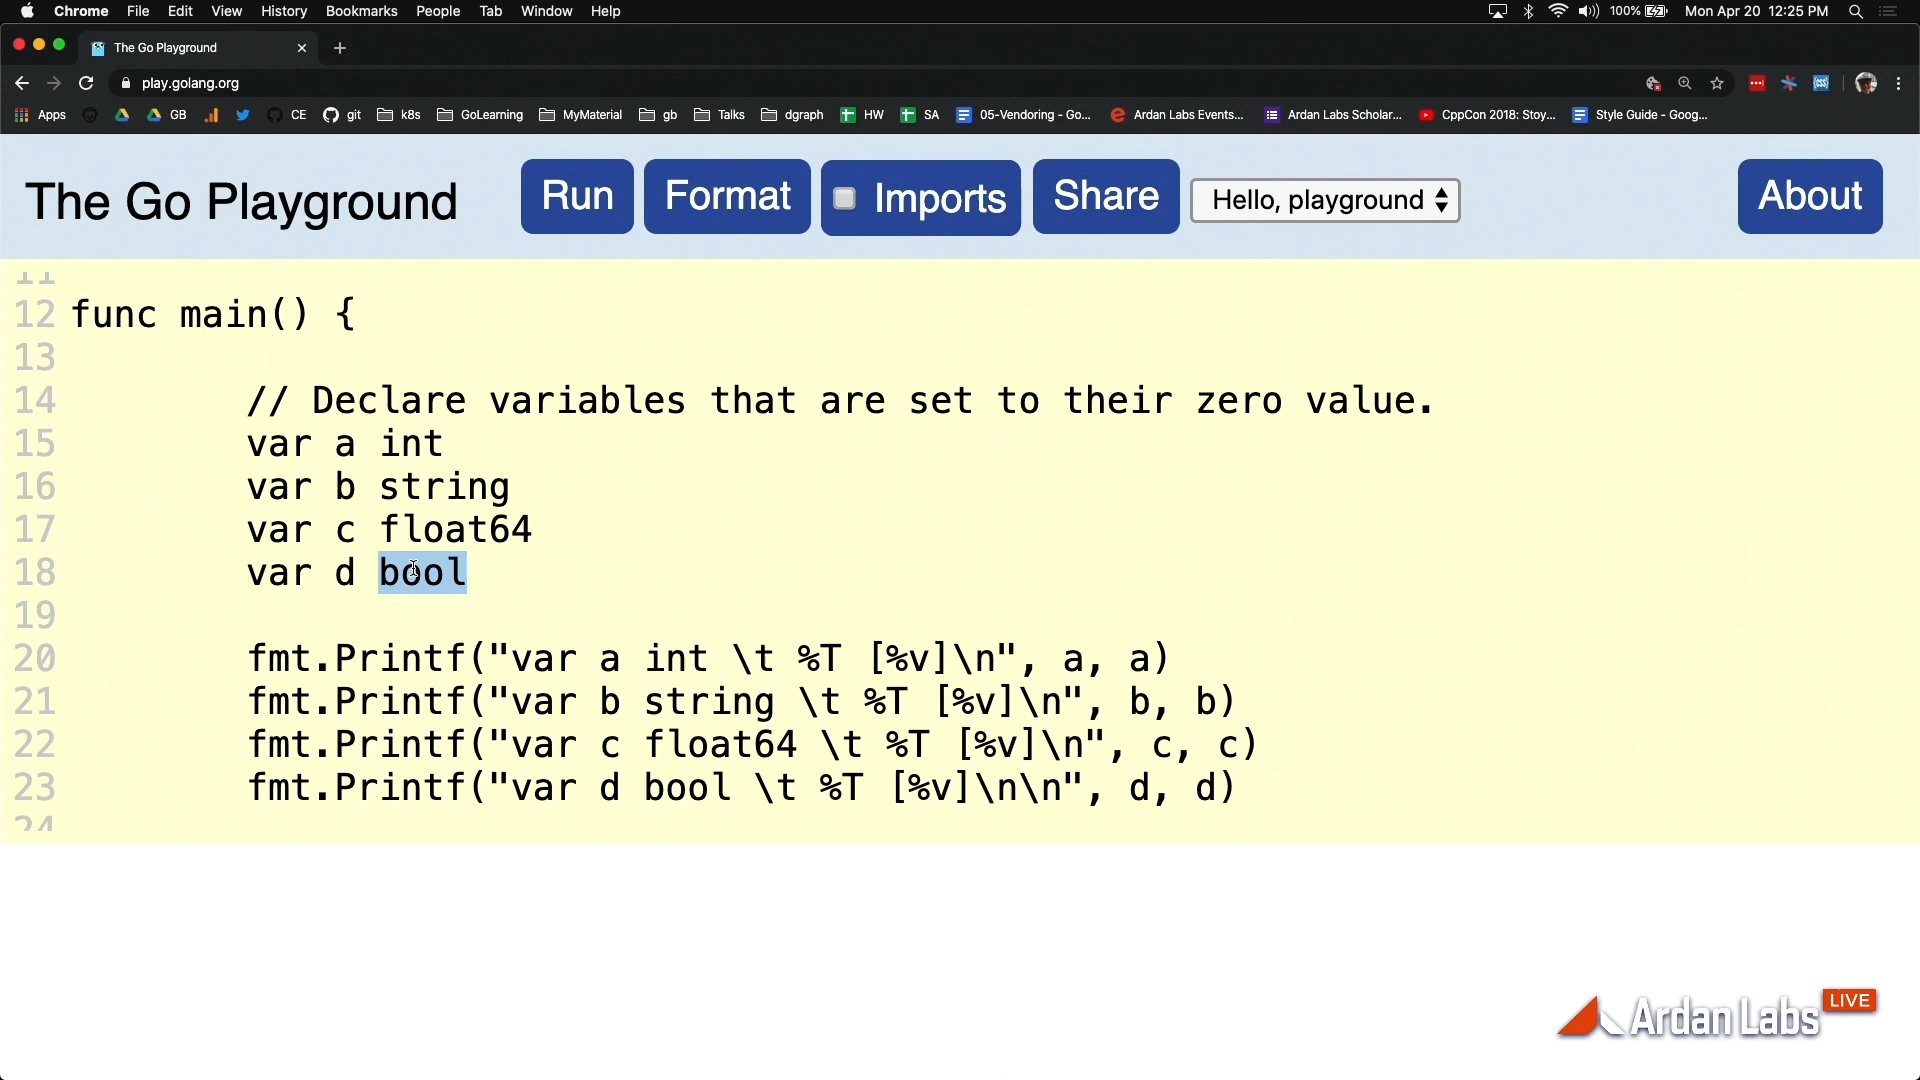 Chrome File Edit View History Bookmarks People Tab Window Help 100% Mon Apr 20 12:25 PM
The Go Playground
play.golang.org
Apps GB CE git k8s GoLearning MyMaterial gb Talks dgraph HW SA 05-Vendoring - Go... Ardan Labs Events... Ardan Labs Scholar... CppCon 2018: Stoy... Style Guide - Goog...
The Go Playground Run Format Imports Share Hello, playground About
11
12 func main() {
13
14 // Declare variables that are set to their zero value.
15 var a int
16 var b string
17 var c float64
18 var d bool
19
20 fmt.Printf("var a int \t %T [%v]\n", a, a)
21 fmt.Printf("var b string \t %T [%v]\n", b, b)
22 fmt.Printf("var c float64 \t %T [%v]\n", c, c)
23 fmt.Printf("var d bool \t %T [%v]\n\n", d, d)
24
Ardan Labs LIVE